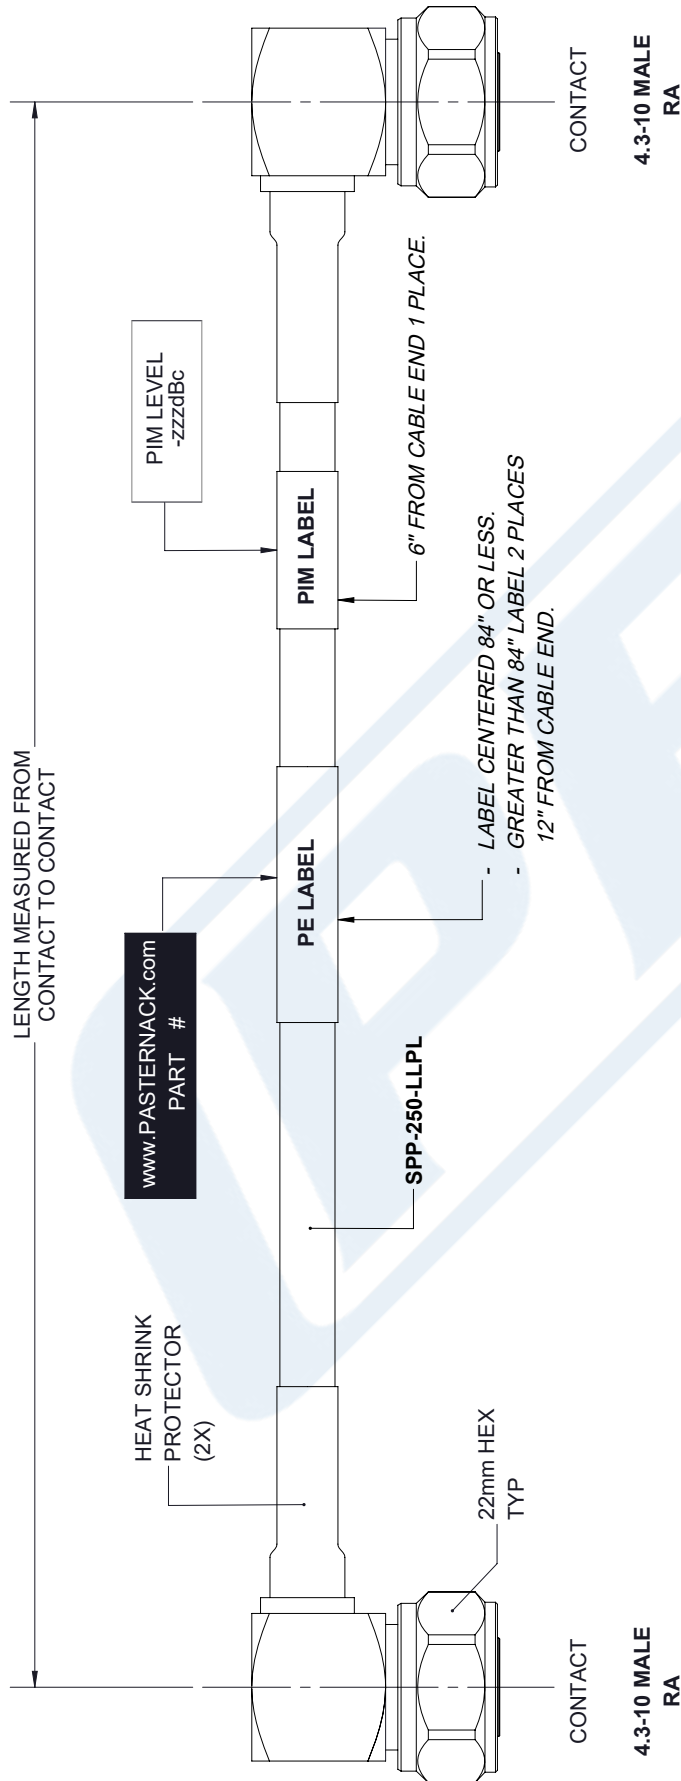 LENGTH MEASURED FROM
CONTACT TO CONTACT
HEAT SHRINK
PROTECTOR
(2X)
www.PASTERNACK.com
PART #
PIM LEVEL
-zzzdBc
PE LABEL
PIM LABEL
SPP-250-LLPL
6" FROM CABLE END 1 PLACE.
- LABEL CENTERED 84" OR LESS.
- GREATER THAN 84" LABEL 2 PLACES
12" FROM CABLE END.
22mm HEX
TYP
CONTACT
4.3-10 MALE
RA
CONTACT
4.3-10 MALE
RA